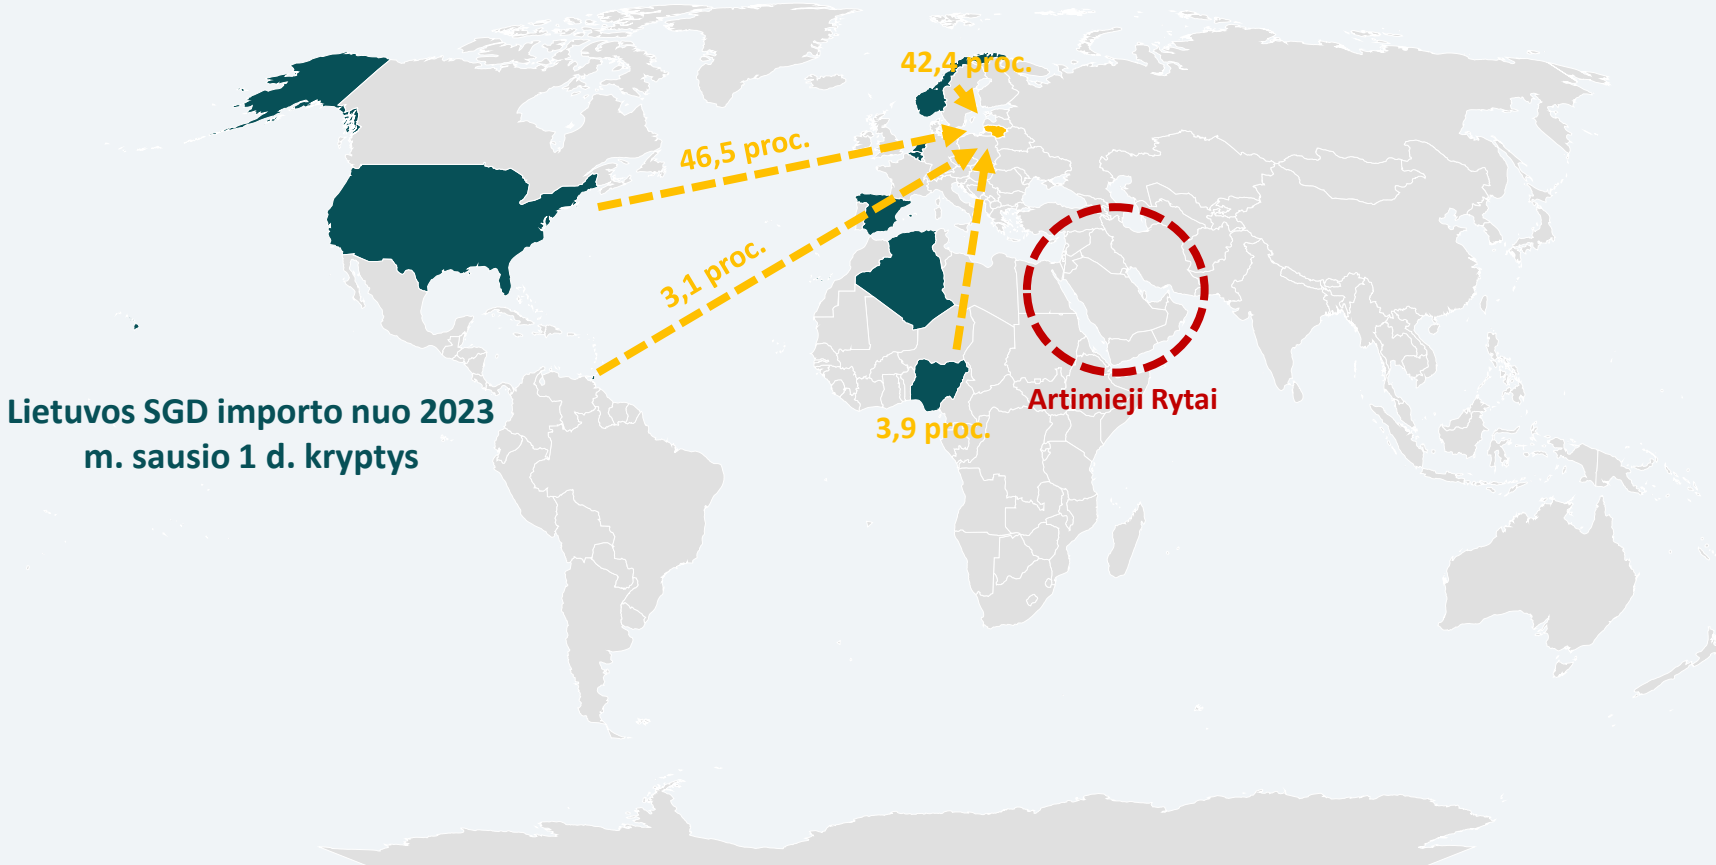 42,4 proc.
46,5 proc.
3,1 proc.
Artimieji Rytai
Lietuvos SGD importo nuo 2023
m. sausio 1 d. kryptys
3,9 proc.